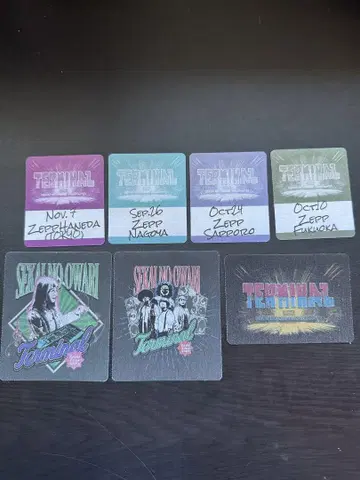 TERMINAL
Nov. 7
ZEPP HANEDA
(TOKYO)
TERMINAL
SEP. 26
ZEPP
NAGOYA
TERMINAL
OCT 24
ZEPP
SAPPORO
TERMINAL
OCT 10
ZEPP
FUKUOKA
SEKAI NO OWARI
Terminal
SEKAI NO OWARI
Terminal
TERMINAL